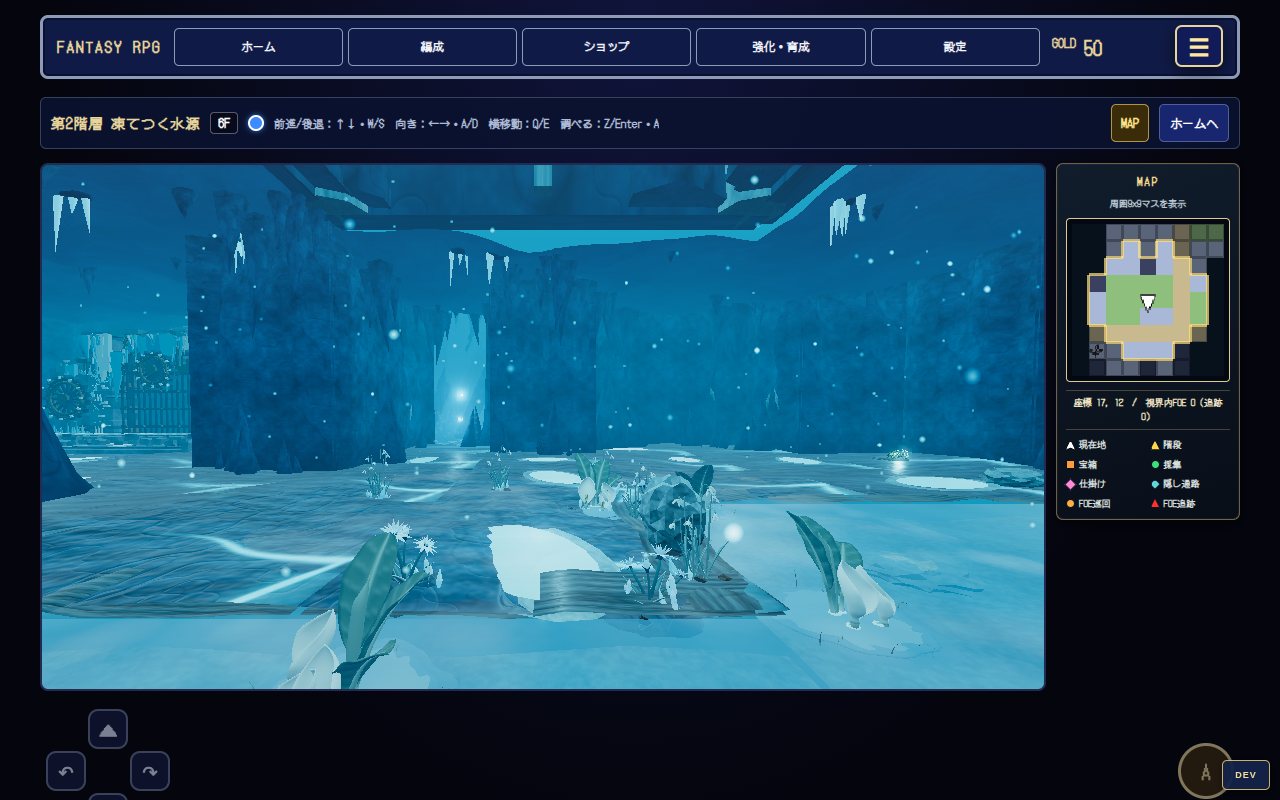 FANTASY RPG
ホーム
編成
ショップ
強化・育成
設定
GOLD 50
第2階層 凍てつく水源
6F
前進/後退：↑↓・W/S 向き：←→・A/D 横移動：Q/E 調べる：Z/Enter・A
MAP
ホームへ
MAP
周囲9x9マスを表示
座標 17, 12 / 視界内FOE 0（追跡
0）
現在地
階段
宝箱
採集
仕掛け
隠し通路
FOE巡回
FOE追跡
A
DEV